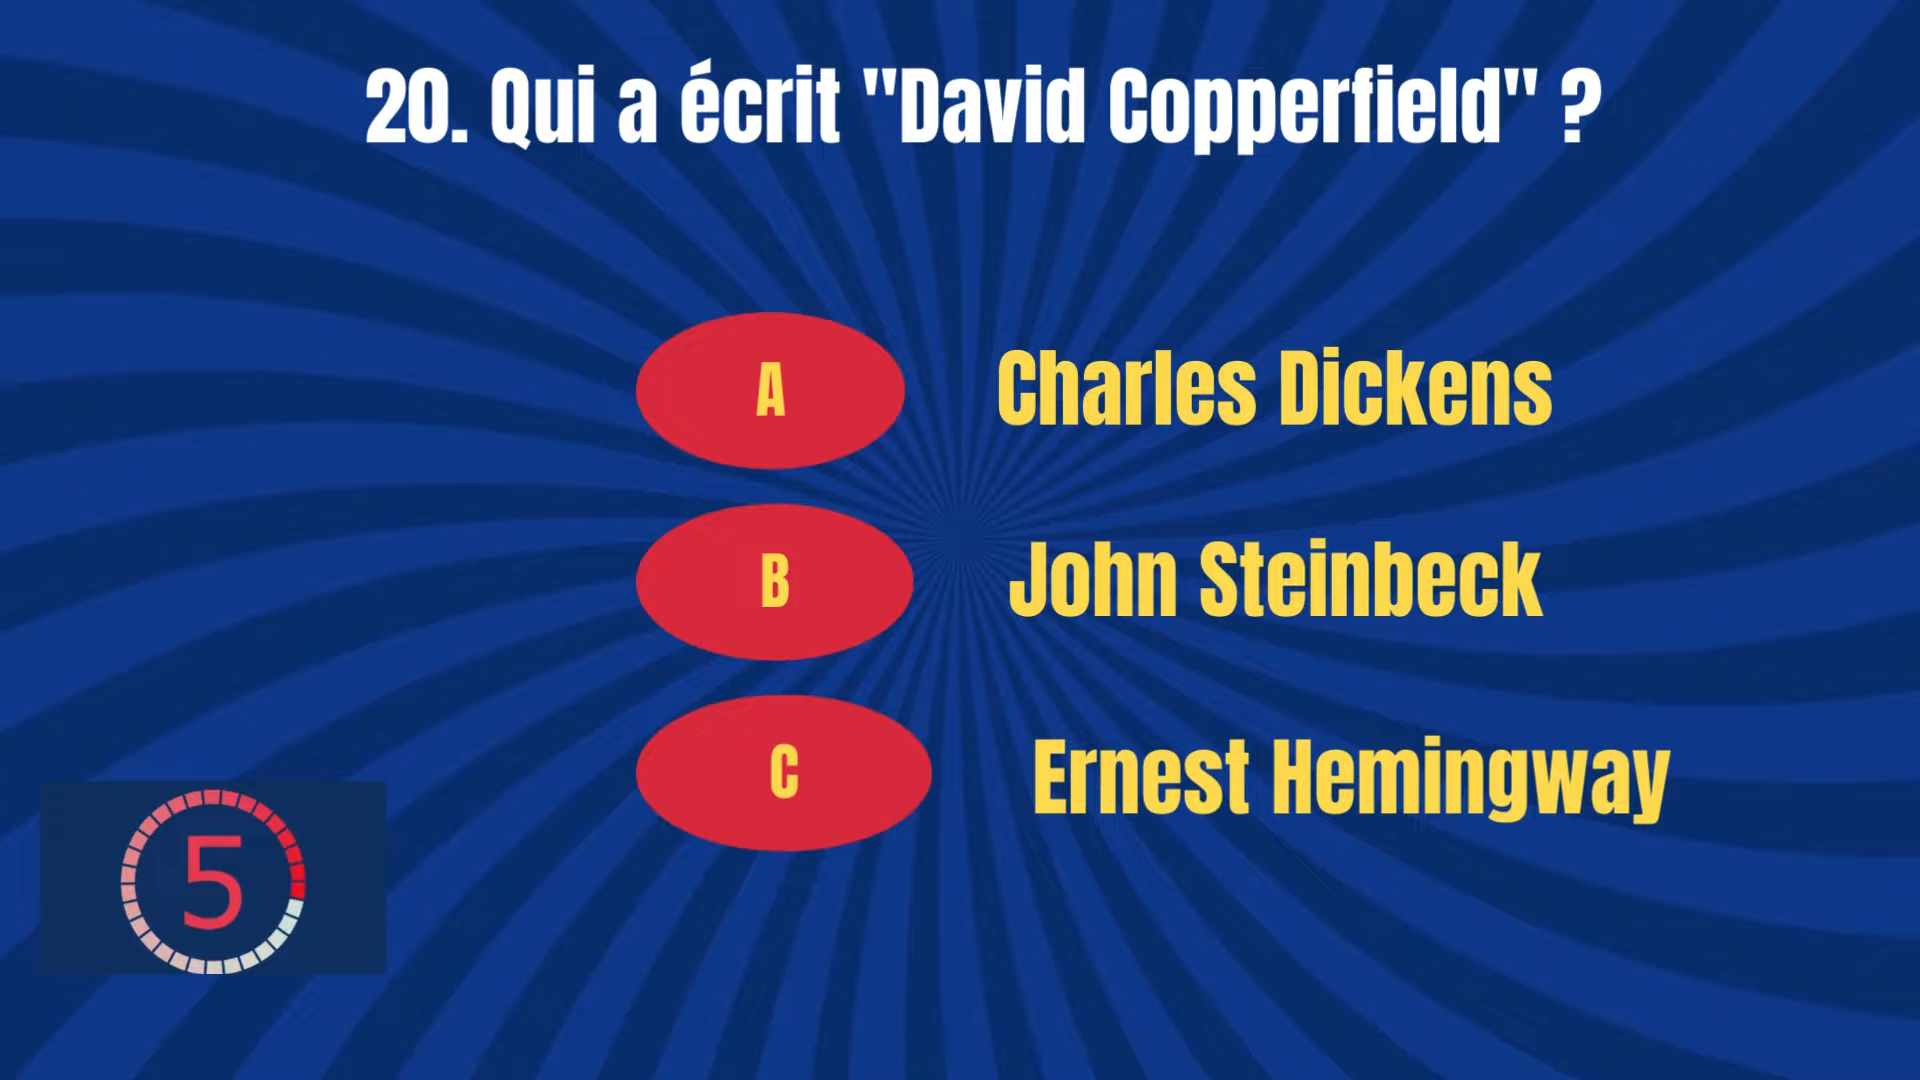 20. Qui a écrit "David Copperfield" ?
A Charles Dickens
B John Steinbeck
C Ernest Hemingway
5